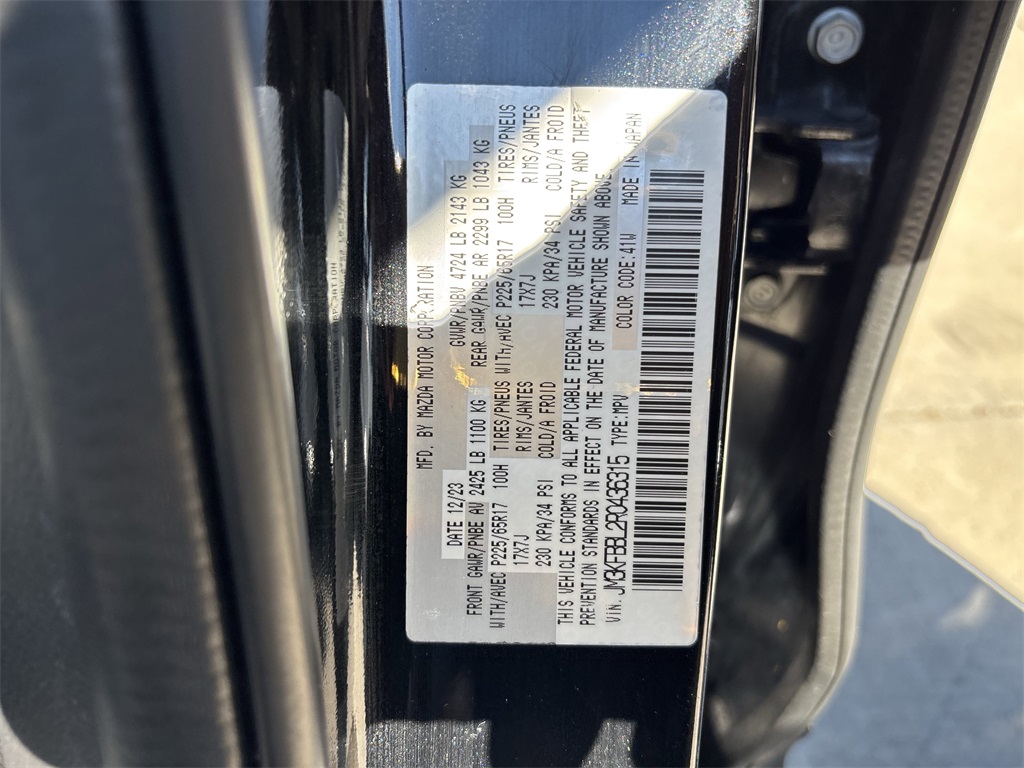 MFD. BY MAZDA MOTOR CORPORATION
DATE 12/23 GVWR/PNBV 4724 LB 2143 KG
FRONT GAWR/PNBE AV 2425 LB 1100 KG REAR GAWR/PNBE AR 2299 LB 1043 KG
WITH/AVEC P225/65R17 100H TIRES/PNEUS WITH/AVEC P225/65R17 100H TIRES/PNEUS
17X7J RIMS/JANTES 17X7J RIMS/JANTES
230 KPA/34 PSI COLD/A FROID 230 KPA/34 PSI COLD/A FROID
THIS VEHICLE CONFORMS TO ALL APPLICABLE FEDERAL MOTOR VEHICLE SAFETY AND THEFT
PREVENTION STANDARDS IN EFFECT ON THE DATE OF MANUFACTURE SHOWN ABOVE
VIN. JM3KFBBL2R0436315 TYPE:MPV COLOR CODE:41W MADE IN JAPAN